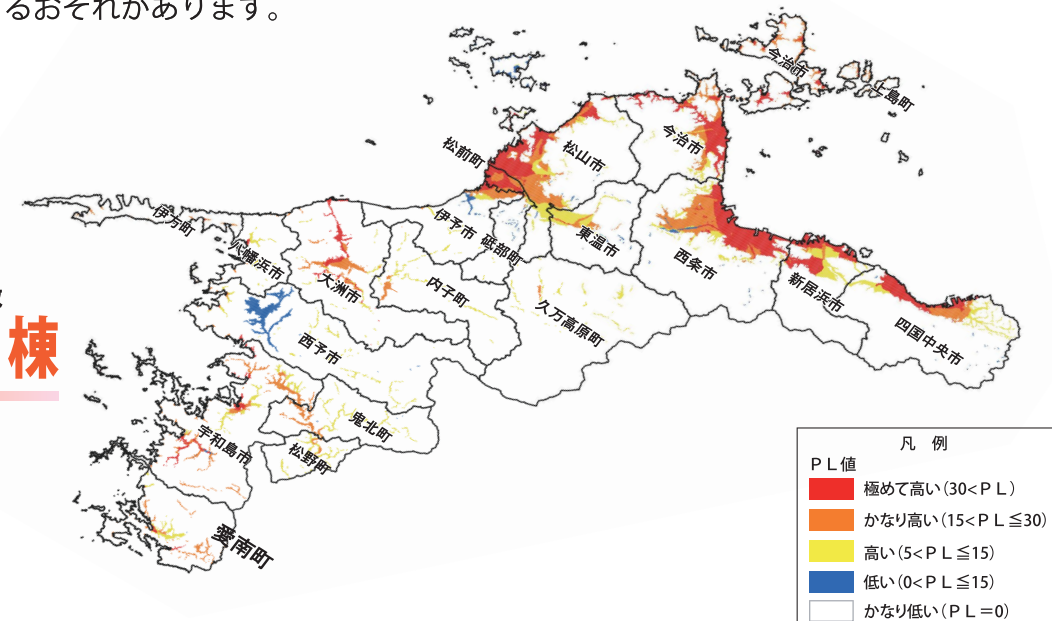 るおそれがあります。
今治市
上島町
今治市
松山市
松前町
伊方町
八幡浜市
大洲市
伊予市
砥部町
東温市
西条市
新居浜市
四国中央市
内子町
久万高原町
西予市
棟
鬼北町
宇和島市
松野町
愛南町
凡 例
ＰＬ値
極めて高い（30<ＰＬ）
かなり高い（15<ＰＬ≦30）
高い（5<ＰＬ≦15）
低い（0<ＰＬ≦15）
かなり低い（ＰＬ＝0）